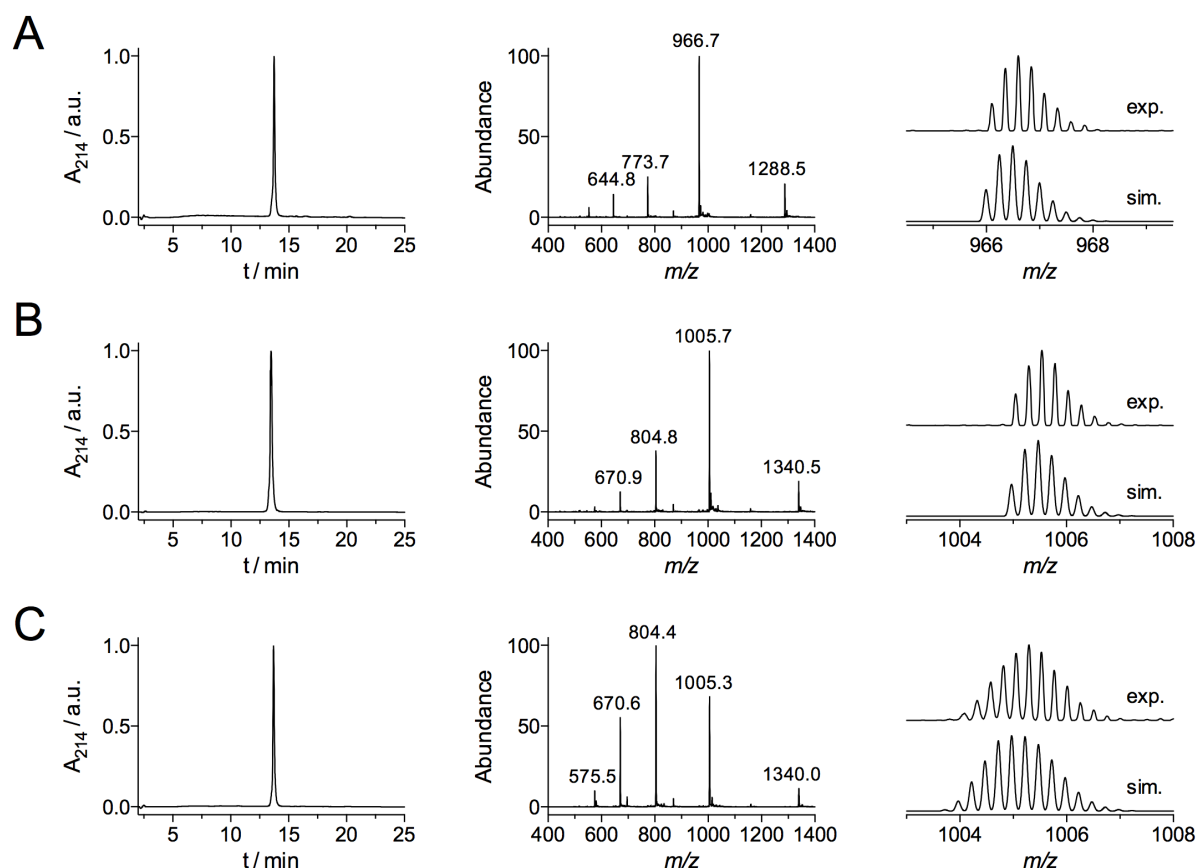 A
1.0
0.5
0.0
A214 / a.u.
5 10 15 20 25
t / min
100
50
0
Abundance
966.7
773.7
644.8
1288.5
400 600 800 1000 1200 1400
m/z
exp.
sim.
966 968
m/z
B
1.0
0.5
0.0
A214 / a.u.
5 10 15 20 25
t / min
100
50
0
Abundance
1005.7
804.8
670.9
1340.5
400 600 800 1000 1200 1400
m/z
exp.
sim.
1004 1006 1008
m/z
C
1.0
0.5
0.0
A214 / a.u.
5 10 15 20 25
t / min
100
50
0
Abundance
804.4
1005.3
670.6
575.5
1340.0
400 600 800 1000 1200 1400
m/z
exp.
sim.
1004 1006 1008
m/z